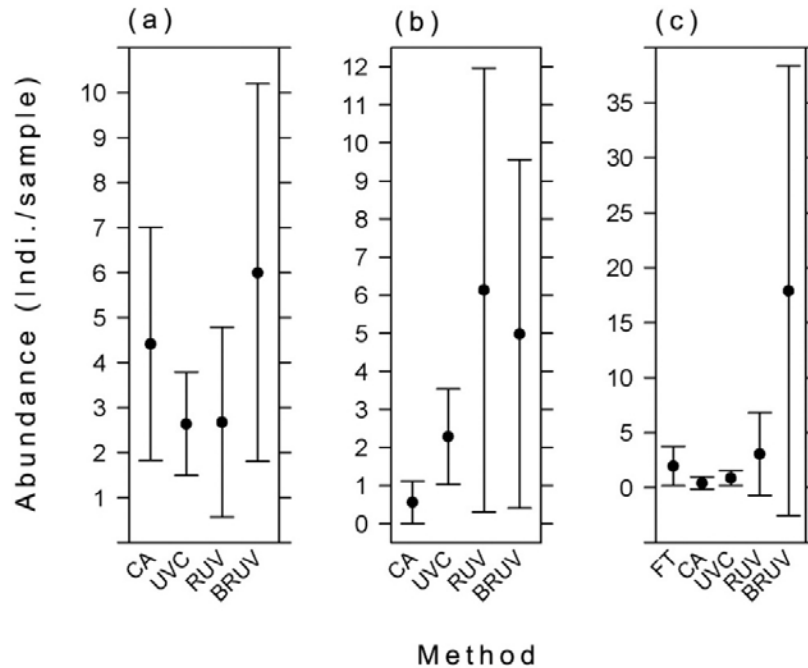 (a)
(b)
(c)
Abundance (Indi./sample)
10
9
8
7
6
5
4
3
2
1
CA
UVC
RUV
BRUV
12
11
10
9
8
7
6
5
4
3
2
1
0
CA
UVC
RUV
BRUV
35
30
25
20
15
10
5
0
FT
CA
UVC
RUV
BRUV
Method